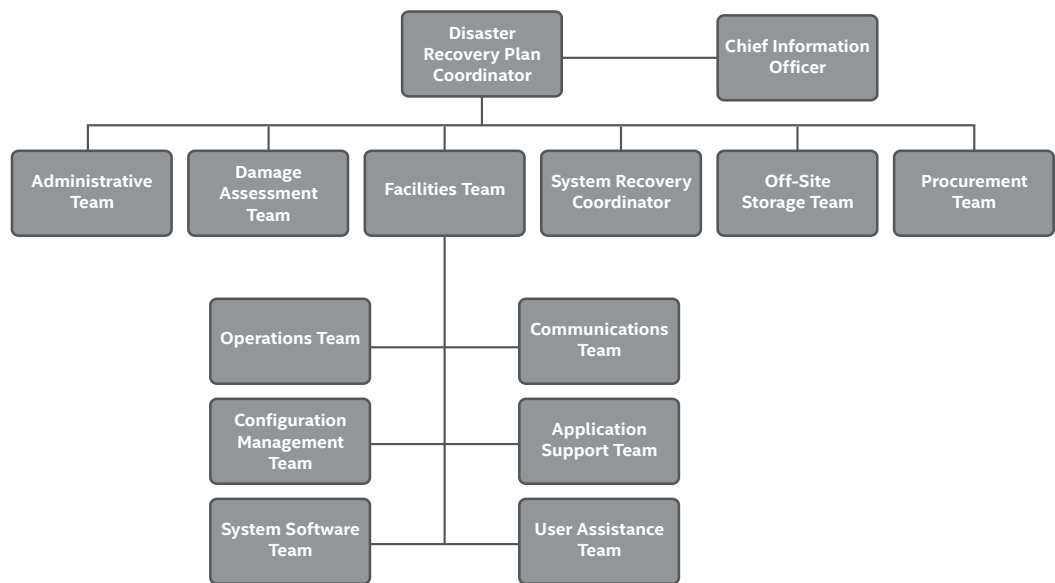 Disaster
Recovery Plan
Coordinator
Chief Information
Officer
Administrative
Team
Damage
Assessment
Team
Facilities Team
System Recovery
Coordinator
Off-Site
Storage Team
Procurement
Team
Operations Team
Communications
Team
Configuration
Management
Team
Application
Support Team
System Software
Team
User Assistance
Team